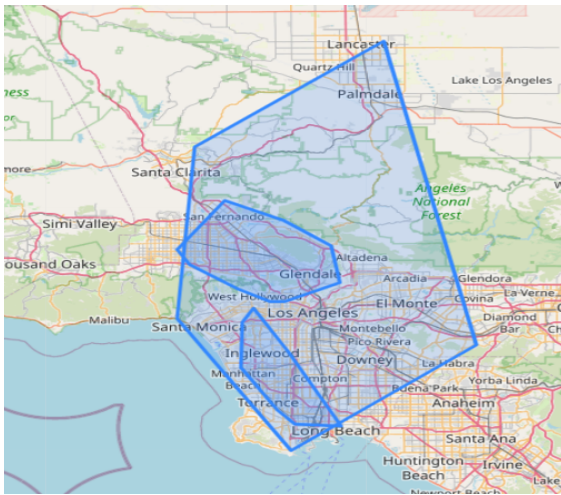 Lancaster
Quartz Hill
Lake Los Angeles
Palmdale
Santa Clarita
Angeles
National
Forest
San Fernando
Simi Valley
ousand Oaks
Altadena
Glendale
Arcadia
Glendora
La Verne
Covina
West Hollywood
El Monte
Diamond
Bar
Malibu
Los Angeles
Santa Monica
Montebello
Pico Rivera
Inglewood
Downey
La Habra
Manhattan
Beach
Compton
Yorba Linda
Buena Park
Torrance
Anaheim
Long Beach
Santa Ana
Huntington
Beach
Irvine
Lake
Newport Beach